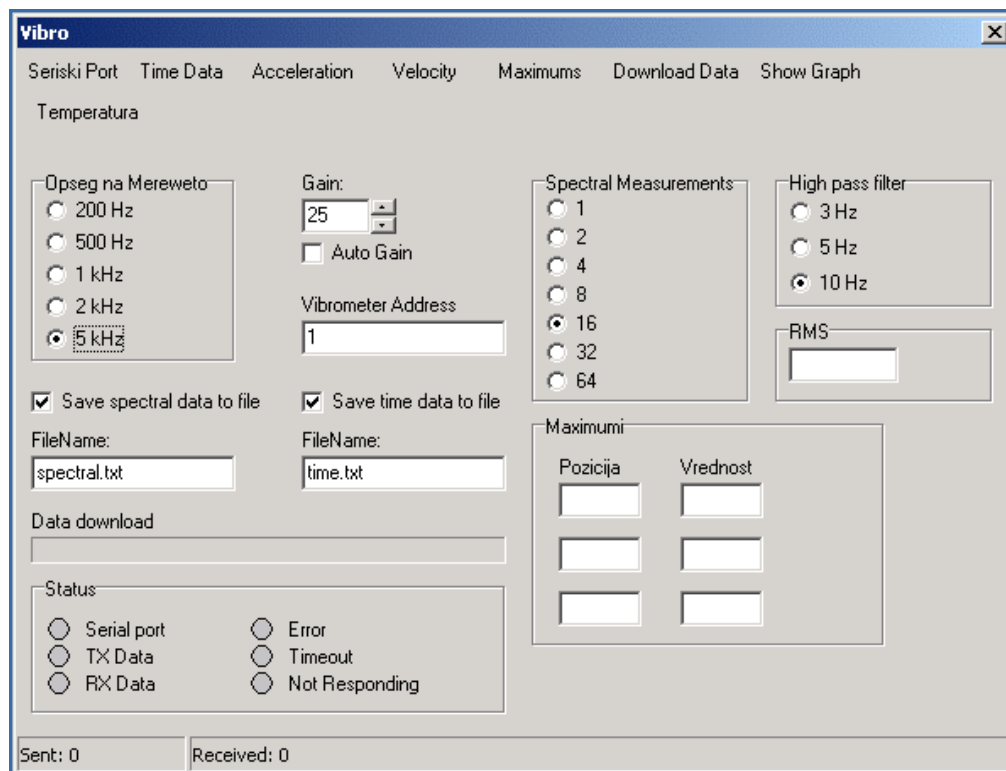 Vibro
Seriski Port Time Data Acceleration Velocity Maximums Download Data Show Graph
Temperatura
Opseg na Mereweto
200 Hz
500 Hz
1 kHz
2 kHz
5 kHz
Gain:
25
Auto Gain
Vibrometer Address
1
Spectral Measurements
1
2
4
8
16
32
64
High pass filter
3 Hz
5 Hz
10 Hz
RMS
Save spectral data to file
FileName:
spectral.txt
Save time data to file
FileName:
time.txt
Data download
Maximumi
Pozicija Vrednost
Status
Serial port
TX Data
RX Data
Error
Timeout
Not Responding
Sent: 0 Received: 0